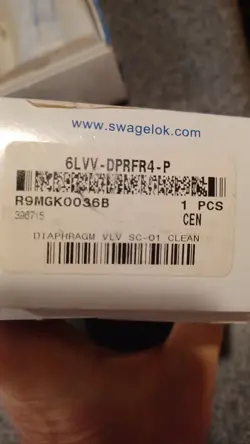 www.swagelok.com
6LVV-DPRFR4-P
R9MGK0036B
1 PCS
396715
CEN
DIAPHRAGM VLV SC-01 CLEAN